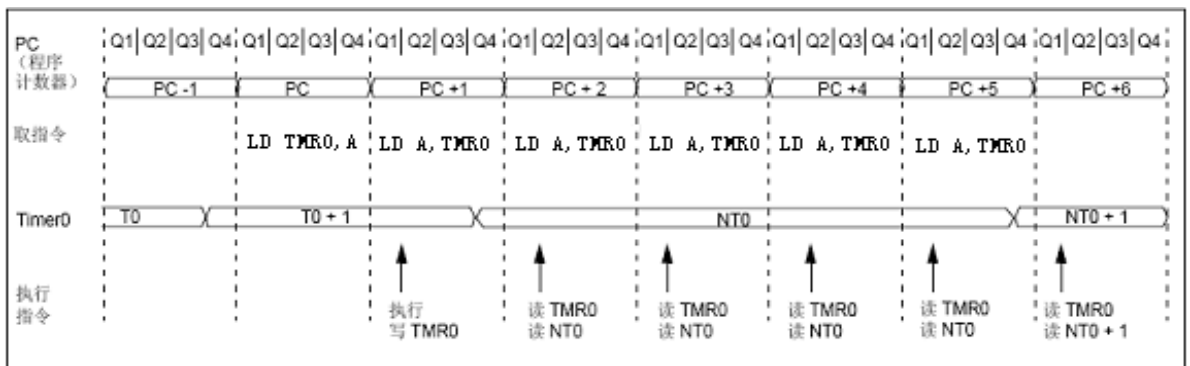 PC
（程序
计数器）
Q1 Q2 Q3 Q4 Q1 Q2 Q3 Q4 Q1 Q2 Q3 Q4 Q1 Q2 Q3 Q4 Q1 Q2 Q3 Q4 Q1 Q2 Q3 Q4 Q1 Q2 Q3 Q4 Q1 Q2 Q3 Q4
PC -1 PC PC +1 PC + 2 PC +3 PC +4 PC +5 PC +6
取指令 LD TMR0, A LD A, TMR0 LD A, TMR0 LD A, TMR0 LD A, TMR0 LD A, TMR0
Timer0 T0 T0 + 1 NT0 NT0 + 1
执行
指令
执行
写 TMR0
读 TMR0
读 NT0
读 TMR0
读 NT0
读 TMR0
读 NT0
读 TMR0
读 NT0
读 TMR0
读 NT0 + 1